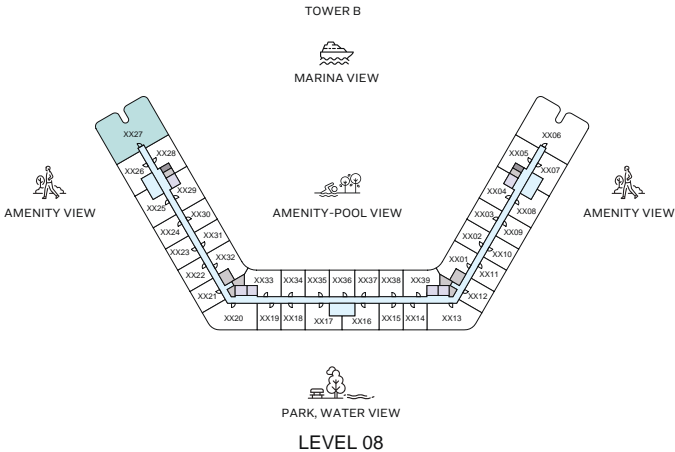 TOWER B
MARINA VIEW
XX27
XX06
XX28
XX05
XX26
XX07
XX29
XX04
XX25
XX08
XX30
XX03
XX24
XX09
XX31
XX02
XX23
XX10
XX32
XX01
XX22
XX11
XX33 XX34 XX35 XX36 XX37 XX38 XX39
XX21
XX12
XX20 XX19 XX18 XX17 XX16 XX15 XX14 XX13
AMENITY VIEW
AMENITY-POOL VIEW
AMENITY VIEW
PARK, WATER VIEW
LEVEL 08